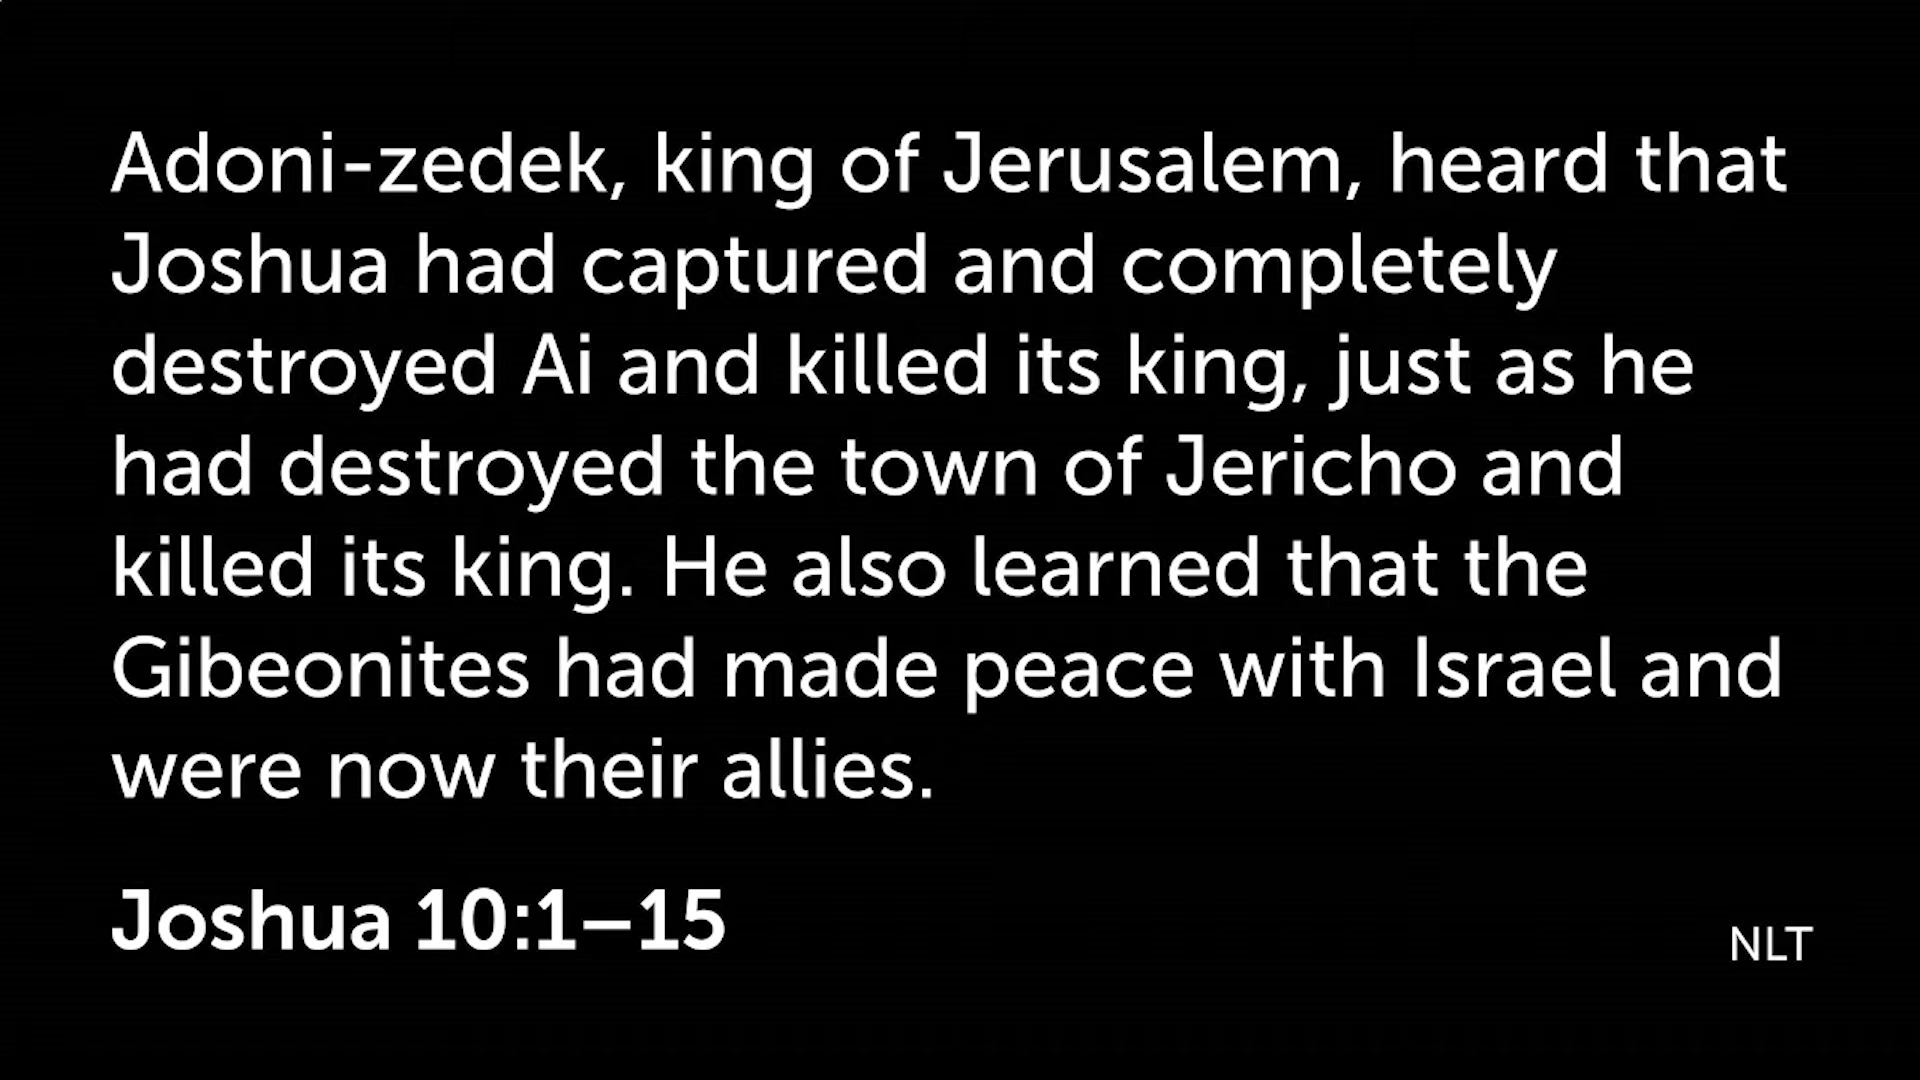 Adoni-zedek, king of Jerusalem, heard that
Joshua had captured and completely
destroyed Ai and killed its king, just as he
had destroyed the town of Jericho and
killed its king. He also learned that the
Gibeonites had made peace with Israel and
were now their allies.
Joshua 10:1–15
NLT